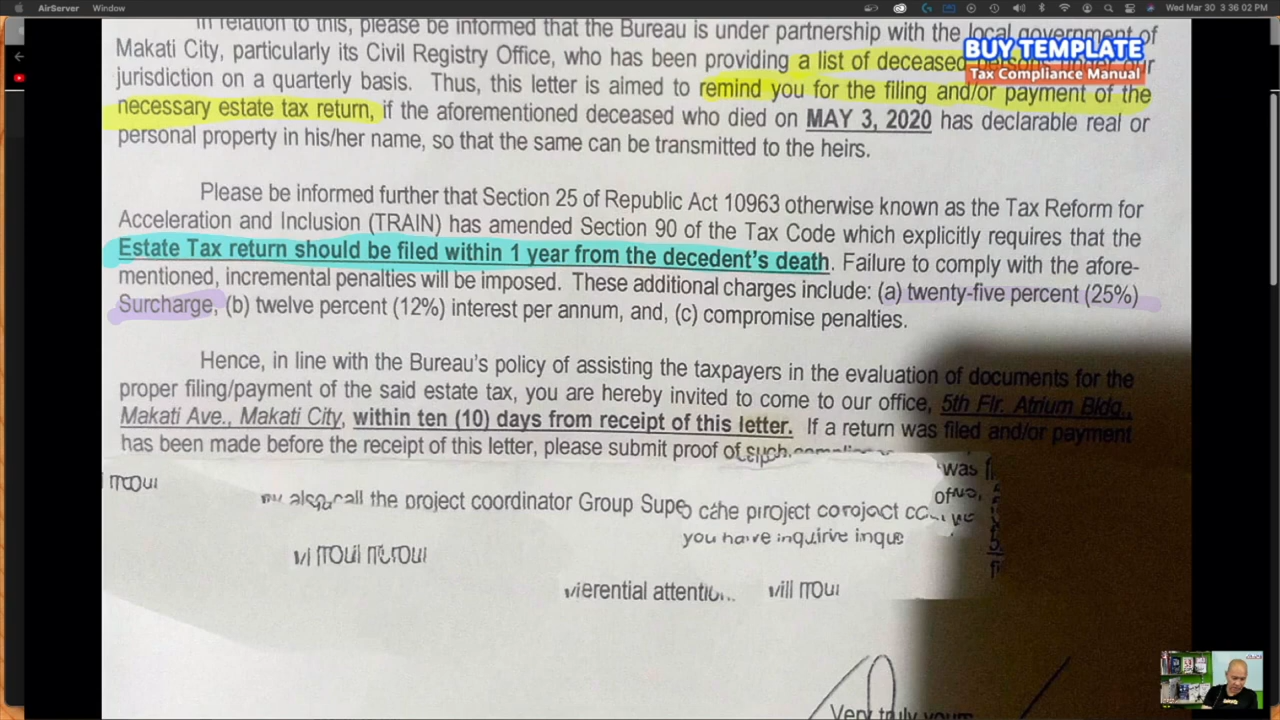 AirServer Window
Wed Mar 30 3 36 02 PM
In relation to this, please be informed that the Bureau is under partnership with the local government of
Makati City, particularly its Civil Registry Office, who has been providing a list of deceased persons under our
BUY TEMPLATE
Tax Compliance Manual
jurisdiction on a quarterly basis. Thus, this letter is aimed to remind you for the filing and/or payment of the
necessary estate tax return, if the aforementioned deceased who died on MAY 3, 2020 has declarable real or
personal property in his/her name, so that the same can be transmitted to the heirs.
Please be informed further that Section 25 of Republic Act 10963 otherwise known as the Tax Reform for
Acceleration and Inclusion (TRAIN) has amended Section 90 of the Tax Code which explicitly requires that the
Estate Tax return should be filed within 1 year from the decedent's death. Failure to comply with the afore-
mentioned, incremental penalties will be imposed. These additional charges include: (a) twenty-five percent (25%)
Surcharge, (b) twelve percent (12%) interest per annum, and, (c) compromise penalties.
Hence, in line with the Bureau's policy of assisting the taxpayers in the evaluation of documents for the
proper filing/payment of the said estate tax, you are hereby invited to come to our office, 5th Flr. Atrium Bldg.,
Makati Ave., Makati City, within ten (10) days from receipt of this letter. If a return was filed and/or payment
has been made before the receipt of this letter, please submit proof of such
was
call the project coordinator Group
you have
Very truly